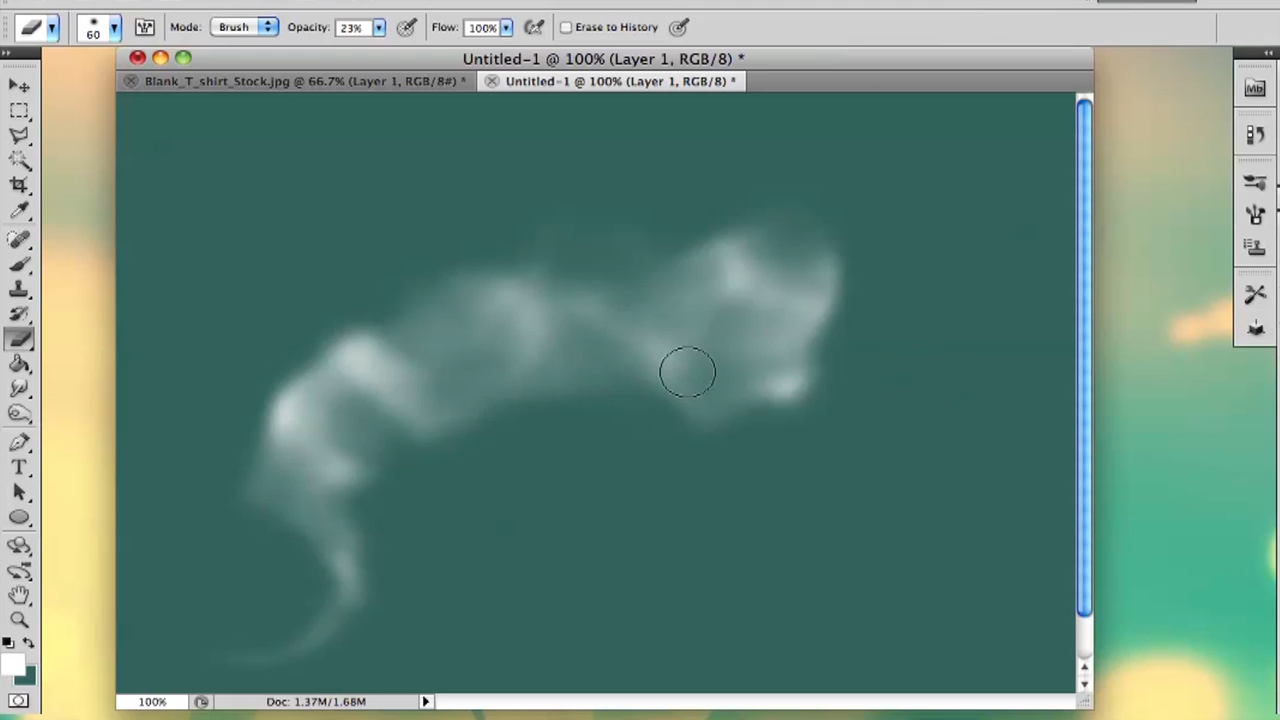 60 Mode: Brush Opacity: 23% Flow: 100% Erase to History
Untitled-1 @ 100% (Layer 1, RGB/8) *
Blank_T_shirt_Stock.jpg @ 66.7% (Layer 1, RGB/8#) * Untitled-1 @ 100% (Layer 1, RGB/8) *
Mb
T
100% Doc: 1.37M/1.68M